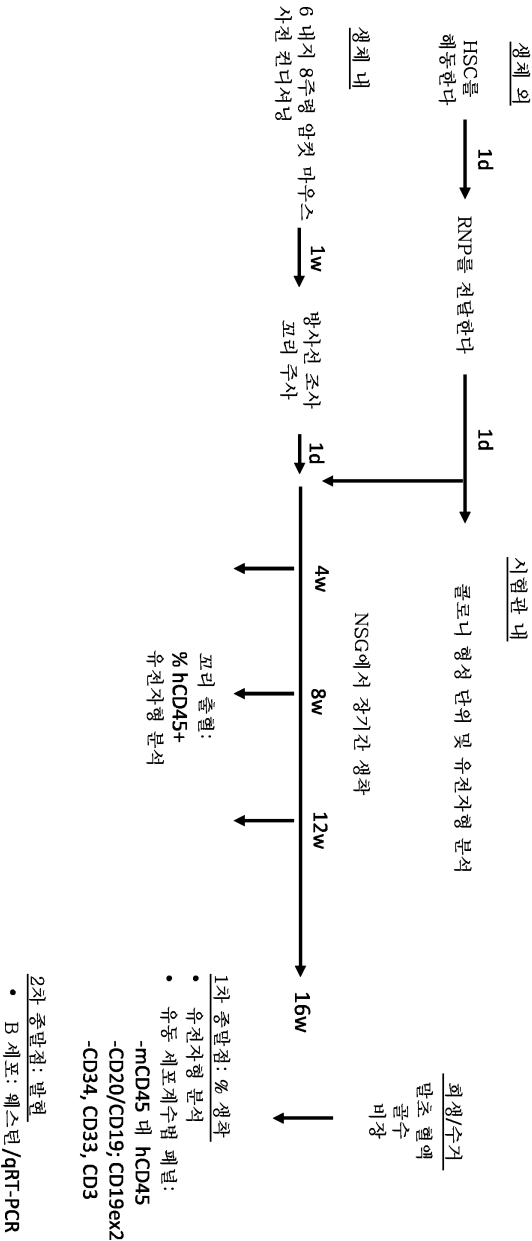 생체 외
HSC를
해동한다
1d
RNP를 전달한다
1d
시험관 내
콜로니 형성 단위 및 유전자형 분석
생체 내
6 내지 8주령 암컷 마우스
사전 컨디셔닝
1w
방사선 조사
꼬리 주사
1d
NSG에서 장기간 생착
4w
8w
12w
16w
꼬리 출혈:
% hCD45+
유전자형 분석
희생/수거
말초 혈액
골수
비장
1차 종말점: % 생착
• 유전자형 분석
• 유동 세포계수법 패널:
-mCD45 대 hCD45
-CD20/CD19; CD19ex2
-CD34, CD33, CD3
2차 종말점: 발현
• B 세포: 웨스턴/qRT-PCR